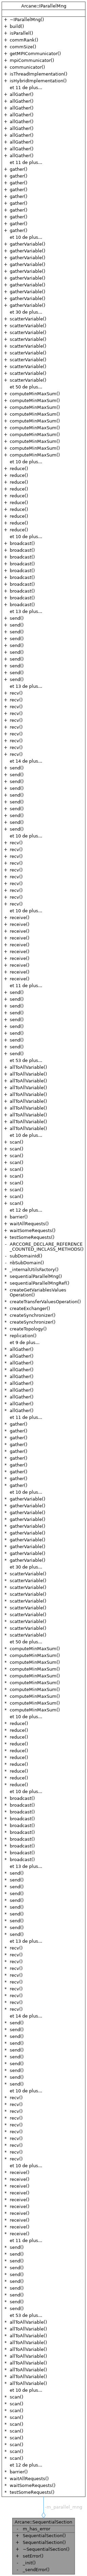 Arcane::IParallelMng
+ ~IParallelMng()
+ build()
+ isParallel()
+ commRank()
+ commSize()
+ getMPICommunicator()
+ mpiCommunicator()
+ communicator()
+ isThreadImplementation()
+ isHybridImplementation()
et 11 de plus...
+ allGather()
+ allGather()
+ allGather()
+ allGather()
+ allGather()
+ allGather()
+ allGather()
+ allGather()
+ allGather()
+ allGather()
et 11 de plus...
+ gather()
+ gather()
+ gather()
+ gather()
+ gather()
+ gather()
+ gather()
+ gather()
+ gather()
+ gather()
et 10 de plus...
+ gatherVariable()
+ gatherVariable()
+ gatherVariable()
+ gatherVariable()
+ gatherVariable()
+ gatherVariable()
+ gatherVariable()
+ gatherVariable()
+ gatherVariable()
+ gatherVariable()
et 30 de plus...
+ scatterVariable()
+ scatterVariable()
+ scatterVariable()
+ scatterVariable()
+ scatterVariable()
+ scatterVariable()
+ scatterVariable()
+ scatterVariable()
+ scatterVariable()
+ scatterVariable()
et 50 de plus...
+ computeMinMaxSum()
+ computeMinMaxSum()
+ computeMinMaxSum()
+ computeMinMaxSum()
+ computeMinMaxSum()
+ computeMinMaxSum()
+ computeMinMaxSum()
+ computeMinMaxSum()
+ computeMinMaxSum()
+ computeMinMaxSum()
et 10 de plus...
+ reduce()
+ reduce()
+ reduce()
+ reduce()
+ reduce()
+ reduce()
+ reduce()
+ reduce()
+ reduce()
+ reduce()
et 10 de plus...
+ broadcast()
+ broadcast()
+ broadcast()
+ broadcast()
+ broadcast()
+ broadcast()
+ broadcast()
+ broadcast()
+ broadcast()
+ broadcast()
et 13 de plus...
+ send()
+ send()
+ send()
+ send()
+ send()
+ send()
+ send()
+ send()
+ send()
+ send()
et 13 de plus...
+ recv()
+ recv()
+ recv()
+ recv()
+ recv()
+ recv()
+ recv()
+ recv()
+ recv()
+ recv()
et 14 de plus...
+ send()
+ send()
+ send()
+ send()
+ send()
+ send()
+ send()
+ send()
+ send()
+ send()
et 10 de plus...
+ recv()
+ recv()
+ recv()
+ recv()
+ recv()
+ recv()
+ recv()
+ recv()
+ recv()
+ recv()
et 10 de plus...
+ receive()
+ receive()
+ receive()
+ receive()
+ receive()
+ receive()
+ receive()
+ receive()
+ receive()
+ receive()
et 11 de plus...
+ send()
+ send()
+ send()
+ send()
+ send()
+ send()
+ send()
+ send()
+ send()
+ send()
et 53 de plus...
+ allToAllVariable()
+ allToAllVariable()
+ allToAllVariable()
+ allToAllVariable()
+ allToAllVariable()
+ allToAllVariable()
+ allToAllVariable()
+ allToAllVariable()
+ allToAllVariable()
+ allToAllVariable()
et 10 de plus...
+ scan()
+ scan()
+ scan()
+ scan()
+ scan()
+ scan()
+ scan()
+ scan()
+ scan()
+ scan()
et 12 de plus...
* barrier()
* waitAllRequests()
* waitSomeRequests()
* testSomeRequests()
* ARCCORE_DECLARE_REFERENCE
_COUNTED_INCLASS_METHODS()
* subDomainId()
* nbSubDomain()
* _internalUtilsFactory()
* sequentialParallelMng()
* sequentialParallelMngRef()
* createGetVariablesValues
Operation()
* createTransferValuesOperation()
* createExchanger()
* createSynchronizer()
* createSynchronizer()
* createTopology()
* replication()
et 9 de plus...
* allGather()
* allGather()
* allGather()
* allGather()
* allGather()
* allGather()
* allGather()
* allGather()
* allGather()
* allGather()
et 11 de plus...
* gather()
* gather()
* gather()
* gather()
* gather()
* gather()
* gather()
* gather()
* gather()
* gather()
et 10 de plus...
* gatherVariable()
* gatherVariable()
* gatherVariable()
* gatherVariable()
* gatherVariable()
* gatherVariable()
* gatherVariable()
* gatherVariable()
* gatherVariable()
* gatherVariable()
et 30 de plus...
* scatterVariable()
* scatterVariable()
* scatterVariable()
* scatterVariable()
* scatterVariable()
* scatterVariable()
* scatterVariable()
* scatterVariable()
* scatterVariable()
* scatterVariable()
et 50 de plus...
* computeMinMaxSum()
* computeMinMaxSum()
* computeMinMaxSum()
* computeMinMaxSum()
* computeMinMaxSum()
* computeMinMaxSum()
* computeMinMaxSum()
* computeMinMaxSum()
* computeMinMaxSum()
* computeMinMaxSum()
et 10 de plus...
* reduce()
* reduce()
* reduce()
* reduce()
* reduce()
* reduce()
* reduce()
* reduce()
* reduce()
* reduce()
et 10 de plus...
* broadcast()
* broadcast()
* broadcast()
* broadcast()
* broadcast()
* broadcast()
* broadcast()
* broadcast()
* broadcast()
* broadcast()
et 13 de plus...
* send()
* send()
* send()
* send()
* send()
* send()
* send()
* send()
* send()
* send()
et 13 de plus...
* recv()
* recv()
* recv()
* recv()
* recv()
* recv()
* recv()
* recv()
* recv()
* recv()
et 14 de plus...
* send()
* send()
* send()
* send()
* send()
* send()
* send()
* send()
* send()
* send()
et 10 de plus...
* recv()
* recv()
* recv()
* recv()
* recv()
* recv()
* recv()
* recv()
* recv()
* recv()
et 10 de plus...
* receive()
* receive()
* receive()
* receive()
* receive()
* receive()
* receive()
* receive()
* receive()
* receive()
et 11 de plus...
* send()
* send()
* send()
* send()
* send()
* send()
* send()
* send()
* send()
* send()
et 53 de plus...
* allToAllVariable()
* allToAllVariable()
* allToAllVariable()
* allToAllVariable()
* allToAllVariable()
* allToAllVariable()
* allToAllVariable()
* allToAllVariable()
* allToAllVariable()
* allToAllVariable()
et 10 de plus...
* scan()
* scan()
* scan()
* scan()
* scan()
* scan()
* scan()
* scan()
* scan()
* scan()
et 12 de plus...
* barrier()
* waitAllRequests()
* waitSomeRequests()
* testSomeRequests()
m_parallel_mng
Arcane::SequentialSection
- m_has_error
+ SequentialSection()
+ SequentialSection()
+ ~SequentialSection()
+ setError()
- _init()
- _sendError()